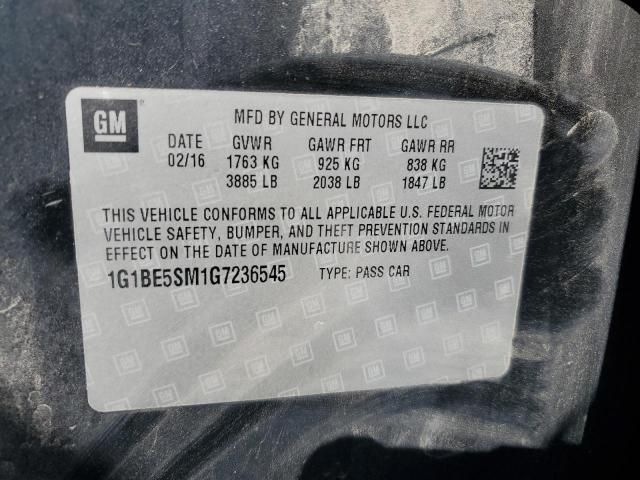 GM
MFD BY GENERAL MOTORS LLC
DATE GVWR GAWR FRT GAWR RR
02/16 1763 KG 925 KG 838 KG
3885 LB 2038 LB 1847 LB
THIS VEHICLE CONFORMS TO ALL APPLICABLE U.S. FEDERAL MOTOR
VEHICLE SAFETY, BUMPER, AND THEFT PREVENTION STANDARDS IN
EFFECT ON THE DATE OF MANUFACTURE SHOWN ABOVE.
1G1BE5SM1G7236545 TYPE: PASS CAR